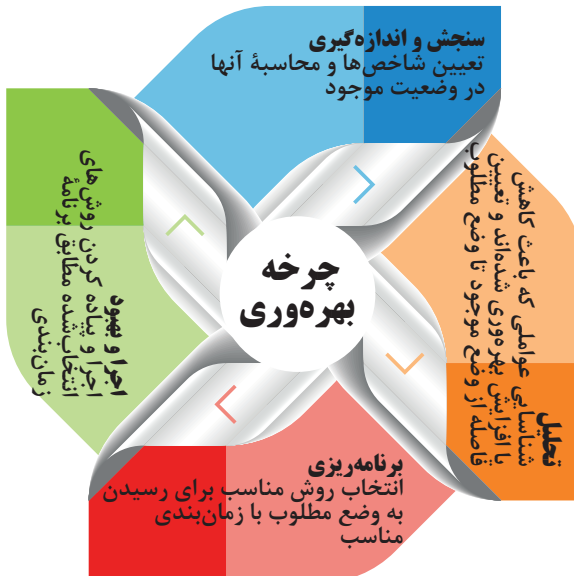 سنجش و اندازه‌گیری
تعیین شاخص‌ها و محاسبهٔ آنها
در وضعیت موجود
تحلیل
شناسایی عواملی که باعث کاهش
یا افزایش بهره‌وری شده‌اند و تعیین
فاصله از وضع موجود تا وضع مطلوب
برنامه‌ریزی
انتخاب روش مناسب برای رسیدن
به وضع مطلوب با زمان‌بندی
مناسب
اجرا و بهبود
اجرا و پیاده کردن روش‌های
انتخاب‌شده مطابق برنامهٔ
زمان‌بندی
چرخه
بهره‌وری